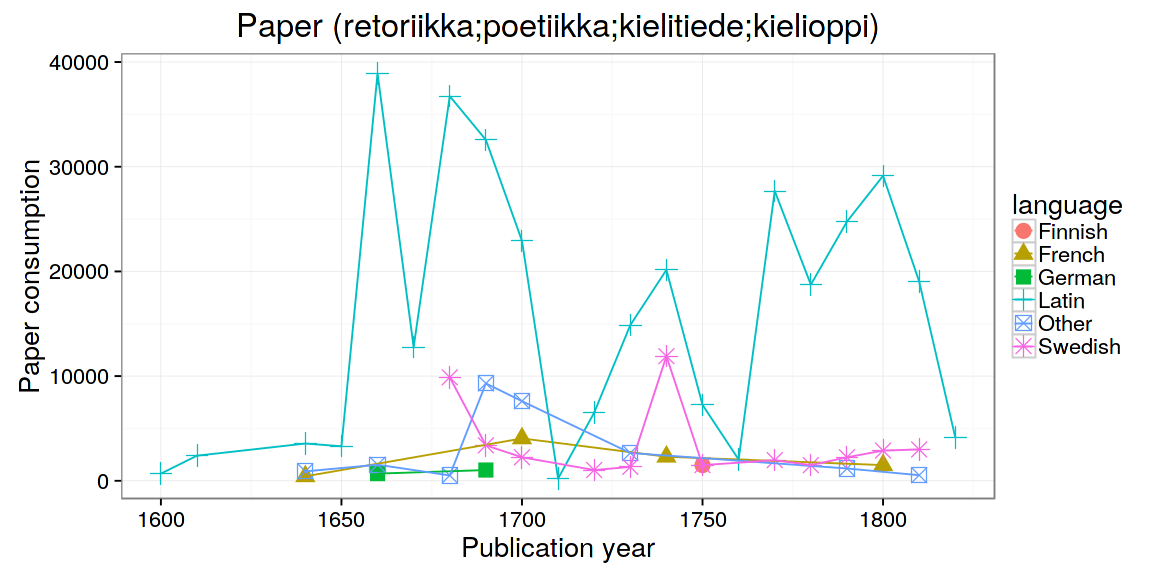 Paper (retoriikka;poetiikka;kielitiede;kielioppi)
Paper consumption
40000
30000
20000
10000
0
1600 1650 1700 1750 1800
Publication year
language
Finnish
French
German
Latin
Other
Swedish